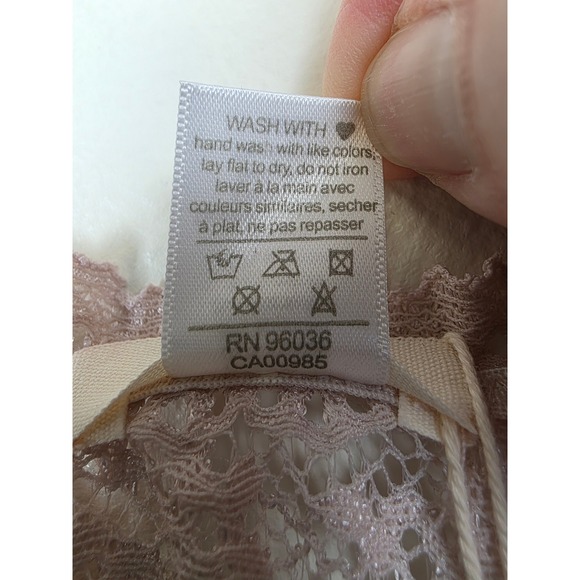 WASH WITH
hand wash with like colors,
lay flat to dry, do not iron
laver à la main avec
couleurs similaires, secher
à plat, ne pas repasser
RN 96036
CA00985